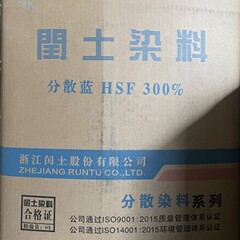 閏土染料
分散蓝 HSF 300%
浙江闰土股份有限公司
ZHEJIANG RUNTU CO.,LTD.
分散染料系列
公司通过ISO9001:2015质量管理体系认证
公司通过ISO14001:2015环境管理体系认证
閏土染料
合格证